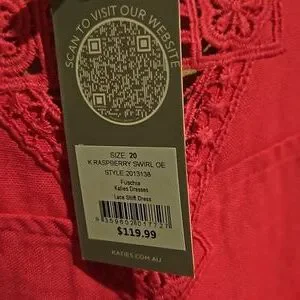 SCAN TO VISIT OUR WEBSITE
SIZE: 20
K RASPBERRY SWIRL OE
STYLE:2013138
Fuschia
Katies Dresses
Lace Shift Dress
9359602017727
$119.99
KATIES.COM.AU